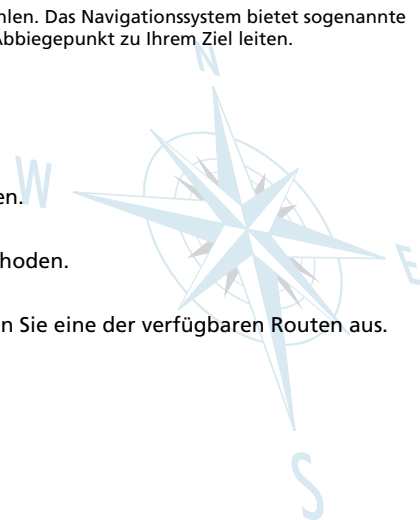 hlen. Das Navigationssystem bietet sogenannte
Abbiegepunkt zu Ihrem Ziel leiten.
N
W
en.
E
hoden.
n Sie eine der verfügbaren Routen aus.
S